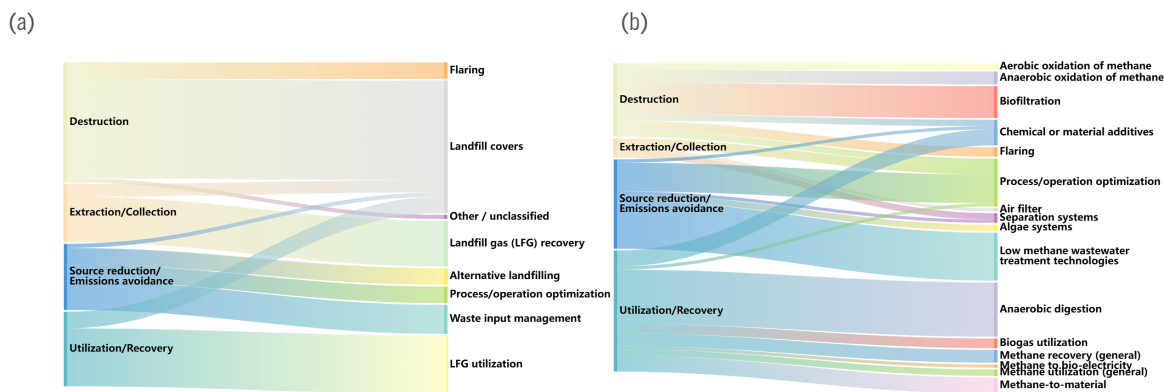 (a)
Destruction
Extraction/Collection
Source reduction/
Emissions avoidance
Utilization/Recovery
Flaring
Landfill covers
Other / unclassified
Landfill gas (LFG) recovery
Alternative landfilling
Process/operation optimization
Waste input management
LFG utilization
(b)
Destruction
Extraction/Collection
Source reduction/
Emissions avoidance
Utilization/Recovery
Aerobic oxidation of methane
Anaerobic oxidation of methane
Biofiltration
Chemical or material additives
Flaring
Process/operation optimization
Air filter
Separation systems
Algae systems
Low methane wastewater
treatment technologies
Anaerobic digestion
Biogas utilization
Methane recovery (general)
Methane to bio-electricity
Methane utilization (general)
Methane-to-material